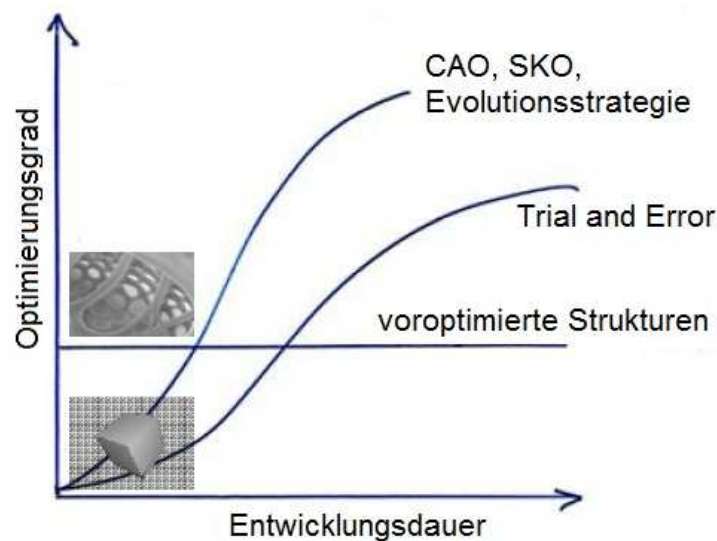 CAO, SKO,
Evolutionsstrategie
Optimierungsgrad
Trial and Error
voroptimierte Strukturen
Entwicklungsdauer